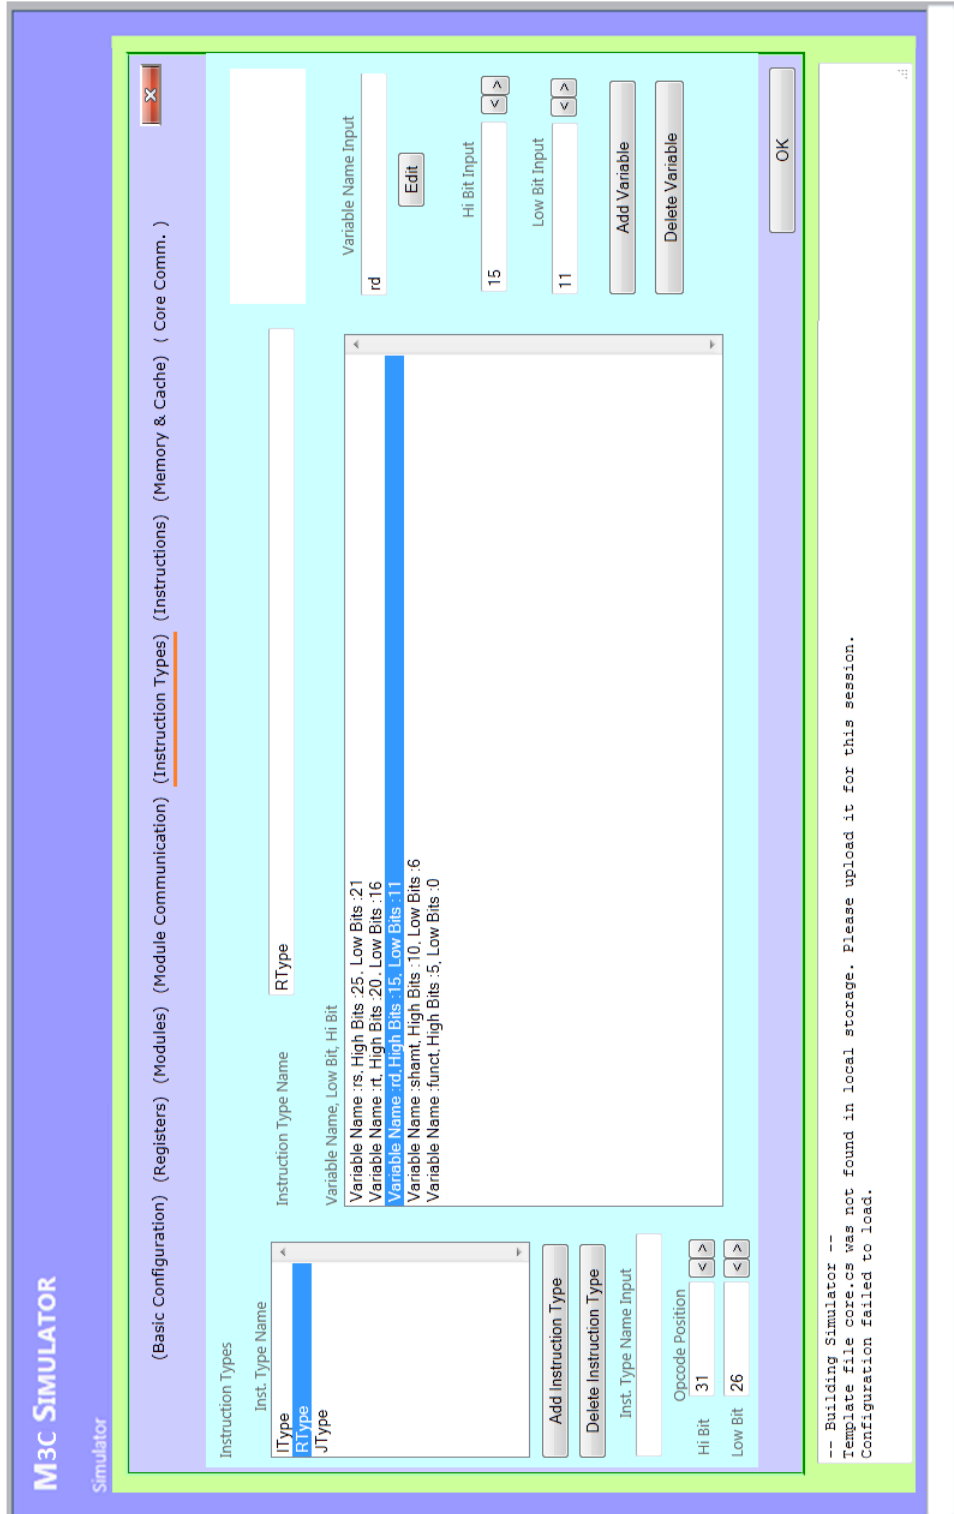 M3C SIMULATOR
Simulator
(Basic Configuration) (Registers) (Modules) (Module Communication) (Instruction Types) (Instructions) (Memory & Cache) ( Core Comm. )
X
Instruction Types
Inst. Type Name
IType
RType
JType
Add Instruction Type
Delete Instruction Type
Inst. Type Name Input
Opcode Position
Hi Bit 31 < >
Low Bit 26 < >
Instruction Type Name RType
Variable Name, Low Bit, Hi Bit
Variable Name :rs, High Bits :25, Low Bits :21
Variable Name :rt, High Bits :20, Low Bits :16
Variable Name :rd, High Bits :15, Low Bits :11
Variable Name :shamt, High Bits :10, Low Bits :6
Variable Name :funct, High Bits :5, Low Bits :0
Variable Name Input
rd
Edit
Hi Bit Input
15 < >
Low Bit Input
11 < >
Add Variable
Delete Variable
OK
-- Building Simulator --
Template file core.cs was not found in local storage. Please upload it for this session.
Configuration failed to load.